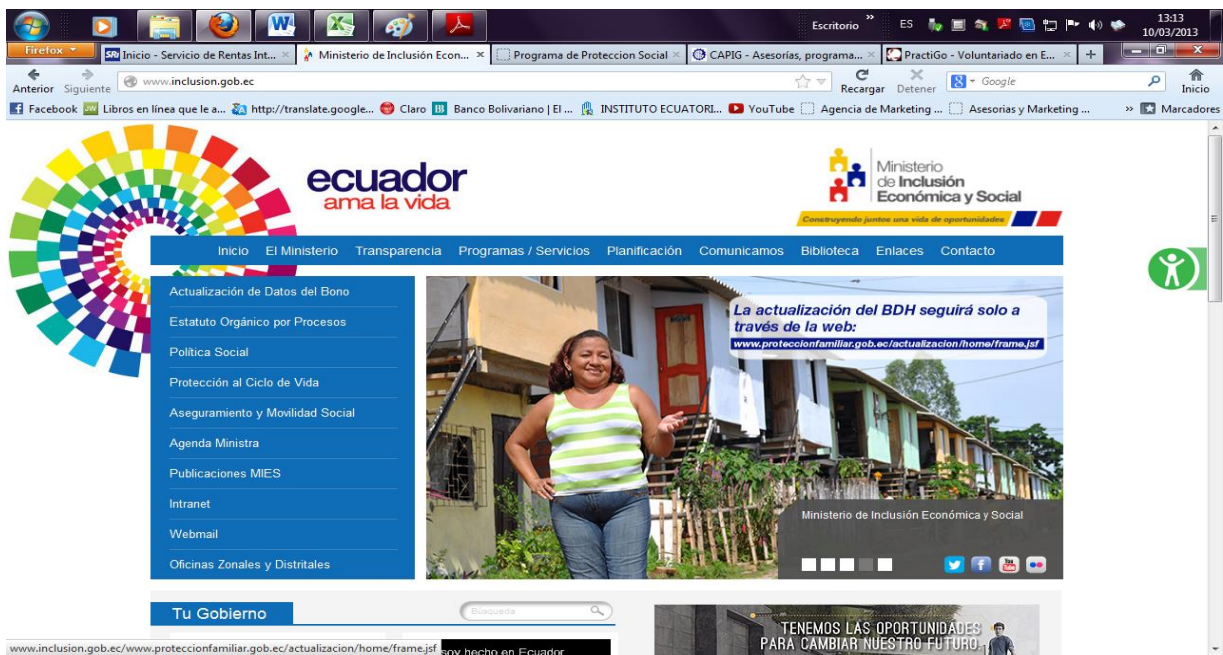 Escritorio
»
ES
13:13
10/03/2013
Firefox
SRi Inicio - Servicio de Rentas Int...
Ministerio de Inclusión Econ...
Programa de Proteccion Social
CAPIG - Asesorías, programa...
PractiGo - Voluntariado en E...
Anterior
Siguiente
www.inclusion.gob.ec
Recargar
Detener
Google
Inicio
Facebook
Libros en línea que le a...
http://translate.google...
Claro
Banco Bolivariano | El ...
INSTITUTO ECUATORI...
YouTube
Agencia de Marketing ...
Asesorias y Marketing ...
»
Marcadores
ecuador
ama la vida
Ministerio
de Inclusión
Económica y Social
Construyendo juntos una vida de oportunidades
Inicio
El Ministerio
Transparencia
Programas / Servicios
Planificación
Comunicamos
Biblioteca
Enlaces
Contacto
Actualización de Datos del Bono
Estatuto Orgánico por Procesos
Política Social
Protección al Ciclo de Vida
Aseguramiento y Movilidad Social
Agenda Ministra
Publicaciones MIES
Intranet
Webmail
Oficinas Zonales y Distritales
La actualización del BDH seguirá solo a
través de la web:
www.proteccionfamiliar.gob.ec/actualizacion/home/frame.jsf
Ministerio de Inclusión Económica y Social
Tu Gobierno
Búsqueda
TENEMOS LAS OPORTUNIDADES
PARA CAMBIAR NUESTRO FUTURO.
www.inclusion.gob.ec/www.proteccionfamiliar.gob.ec/actualizacion/home/frame.jsf
soy hecho en Ecuador